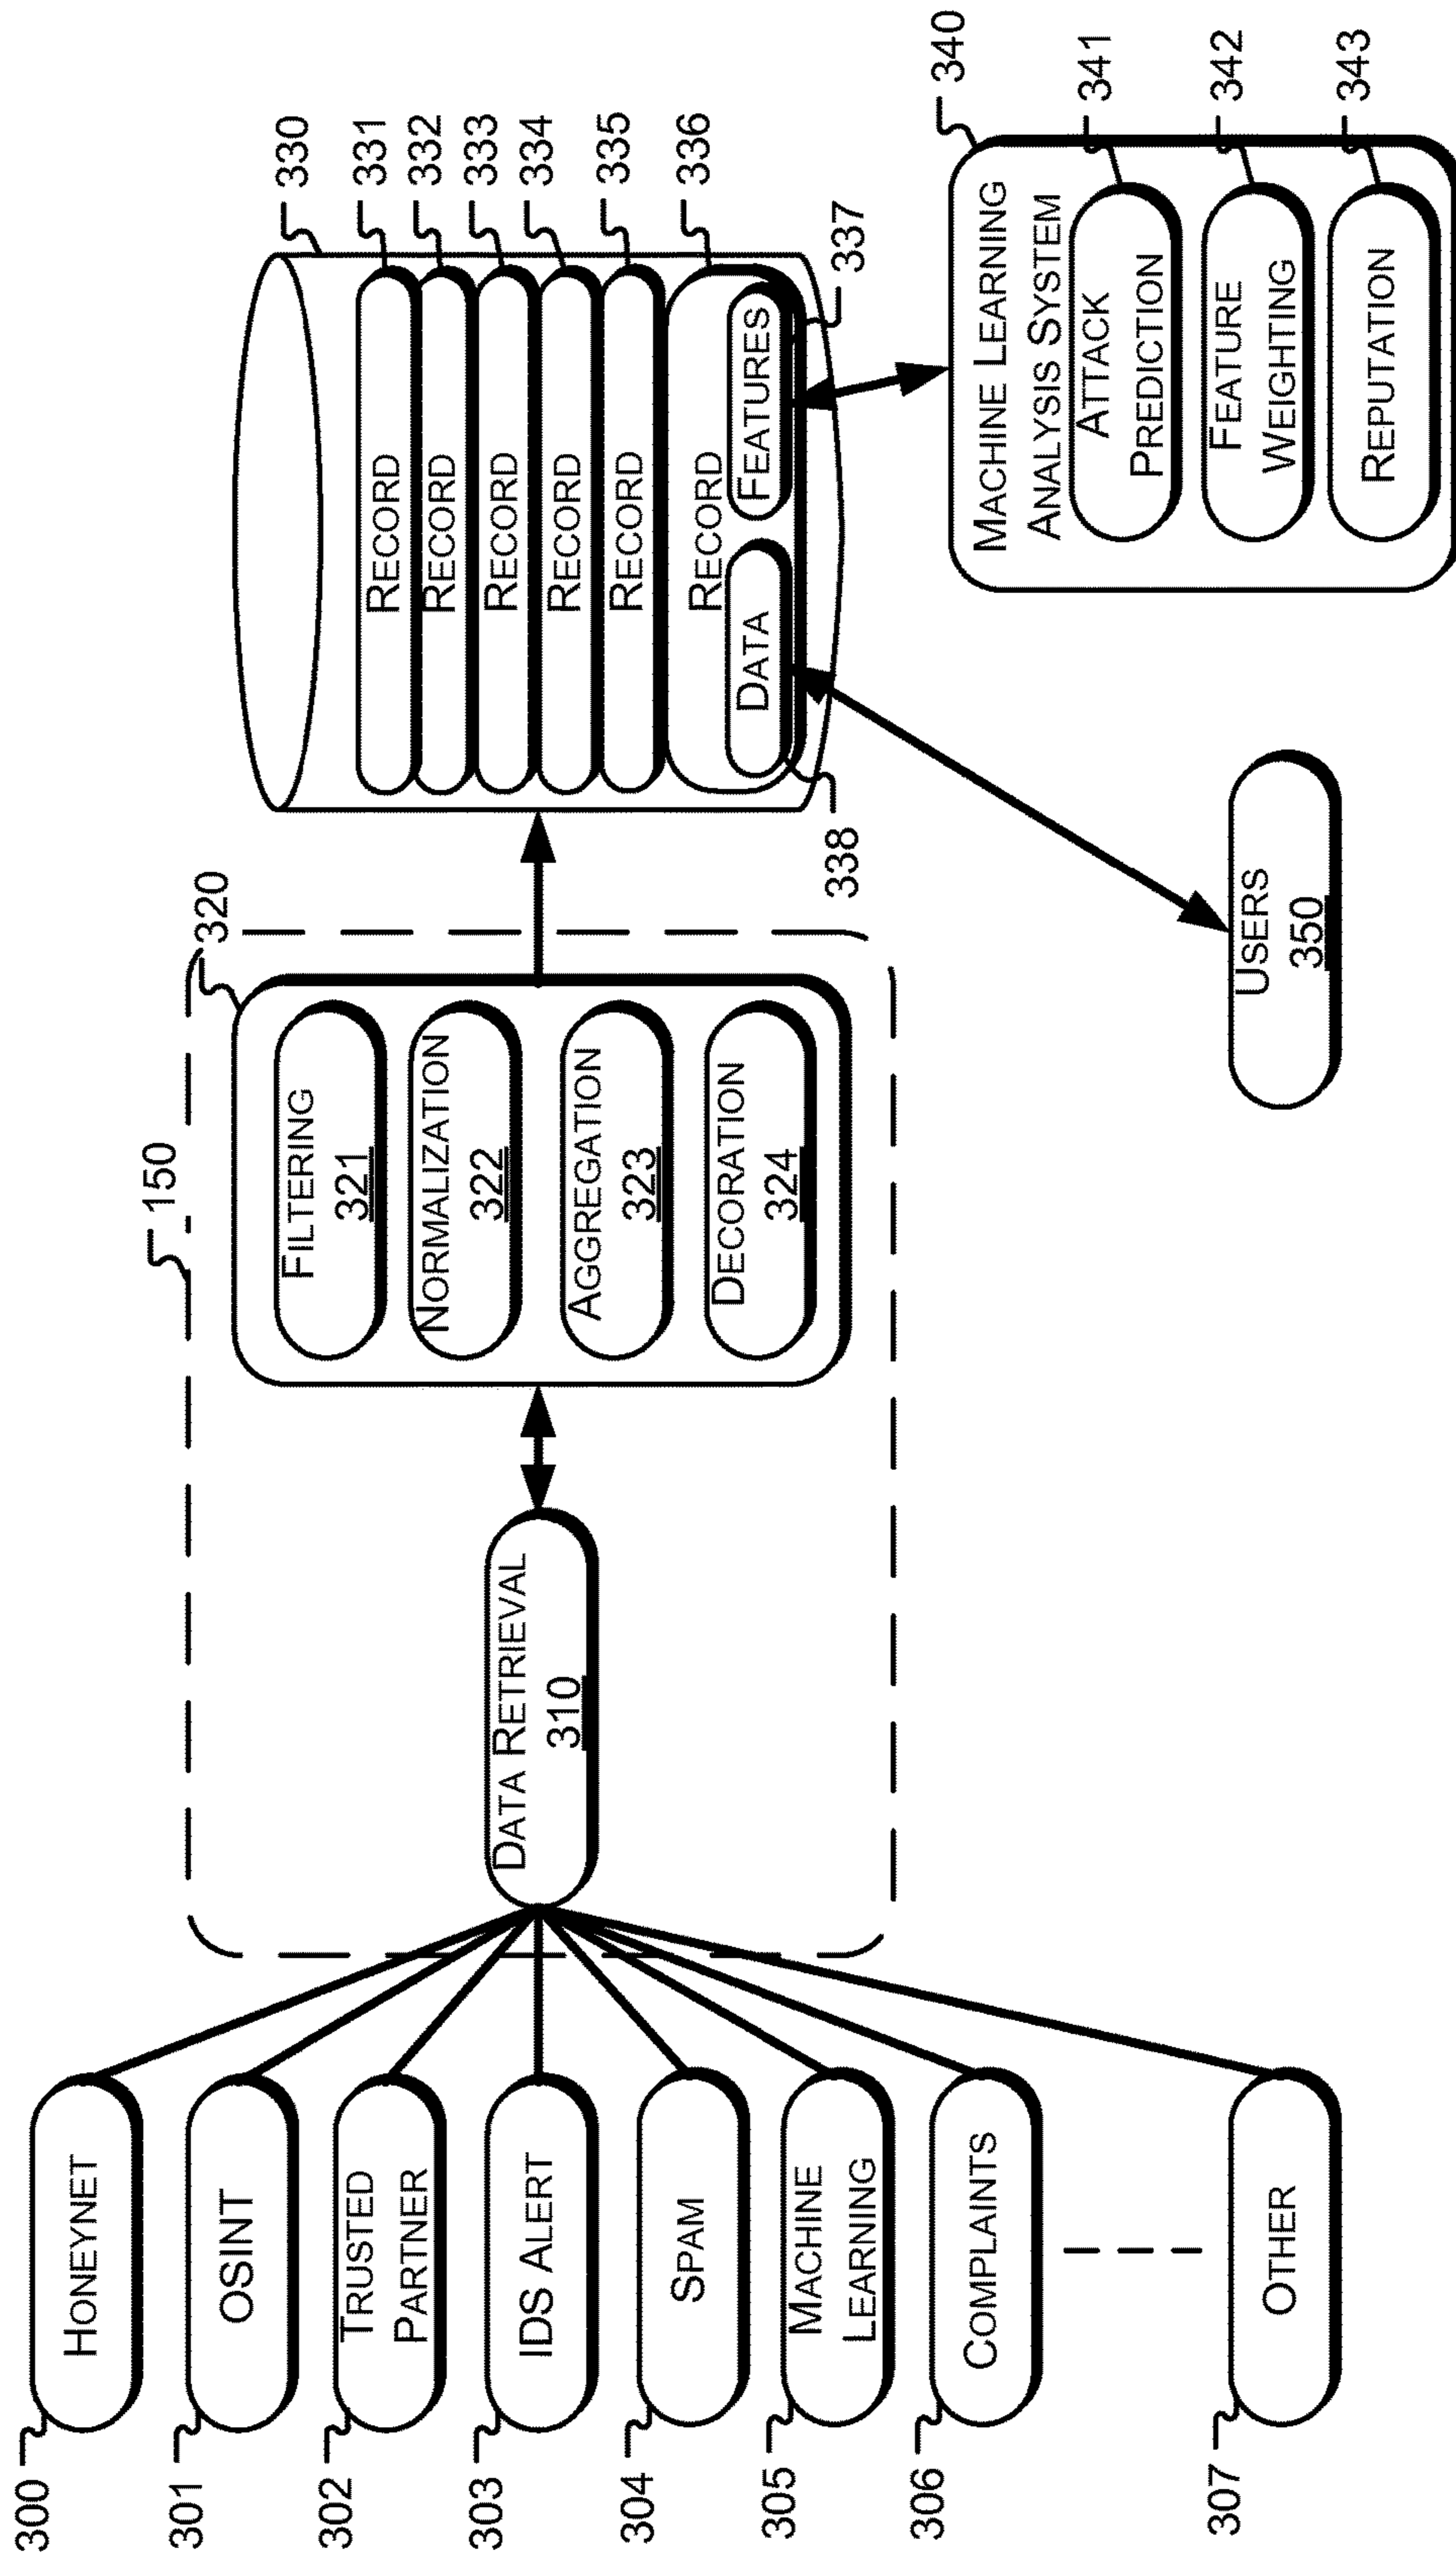 300
HONEYNET
301
OSINT
302
TRUSTED
PARTNER
303
IDS ALERT
304
SPAM
305
MACHINE
LEARNING
306
COMPLAINTS
307
OTHER
150
DATA RETRIEVAL
310
320
FILTERING
321
NORMALIZATION
322
AGGREGATION
323
DECORATION
324
330
RECORD
331
RECORD
332
RECORD
333
RECORD
334
RECORD
335
RECORD
336
DATA
338
FEATURES
337
USERS
350
340
MACHINE LEARNING
ANALYSIS SYSTEM
ATTACK
PREDICTION
341
FEATURE
WEIGHTING
342
REPUTATION
343